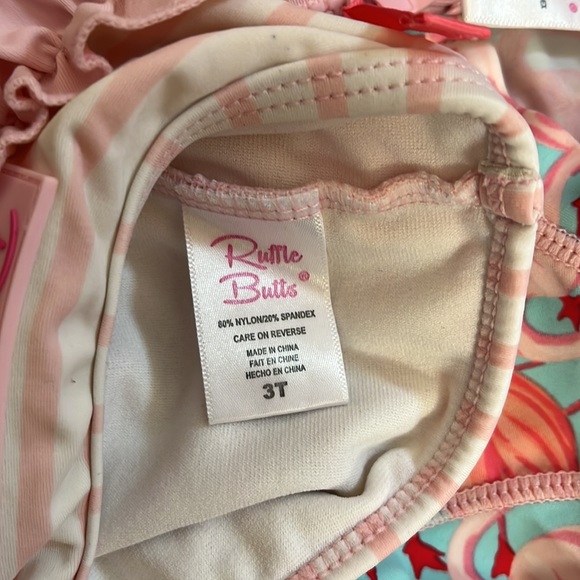 Ruffle
Butts®
80% NYLON/20% SPANDEX
CARE ON REVERSE
MADE IN CHINA
FAIT EN CHINE
HECHO EN CHINA
3T